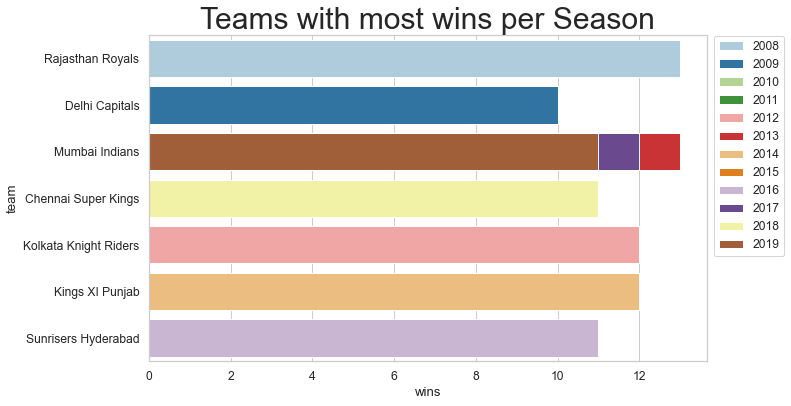 Teams with most wins per Season
Rajasthan Royals
Delhi Capitals
Mumbai Indians
Chennai Super Kings
Kolkata Knight Riders
Kings XI Punjab
Sunrisers Hyderabad
team
0 2 4 6 8 10 12
wins
2008
2009
2010
2011
2012
2013
2014
2015
2016
2017
2018
2019